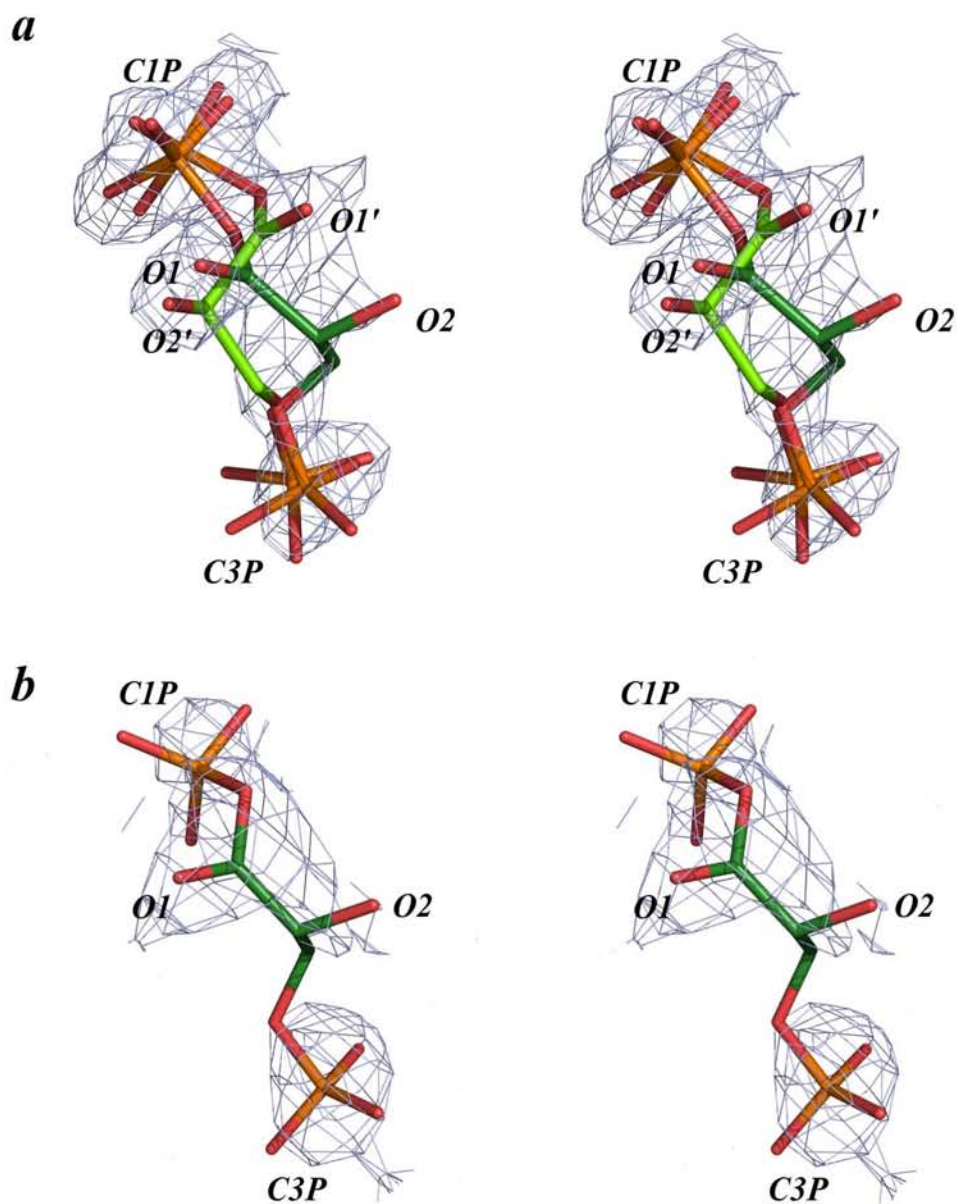 a
C1P C1P
O1' O1'
O1 O1
O2 O2
O2' O2'
C3P C3P
b
C1P C1P
O1 O2 O1 O2
C3P C3P